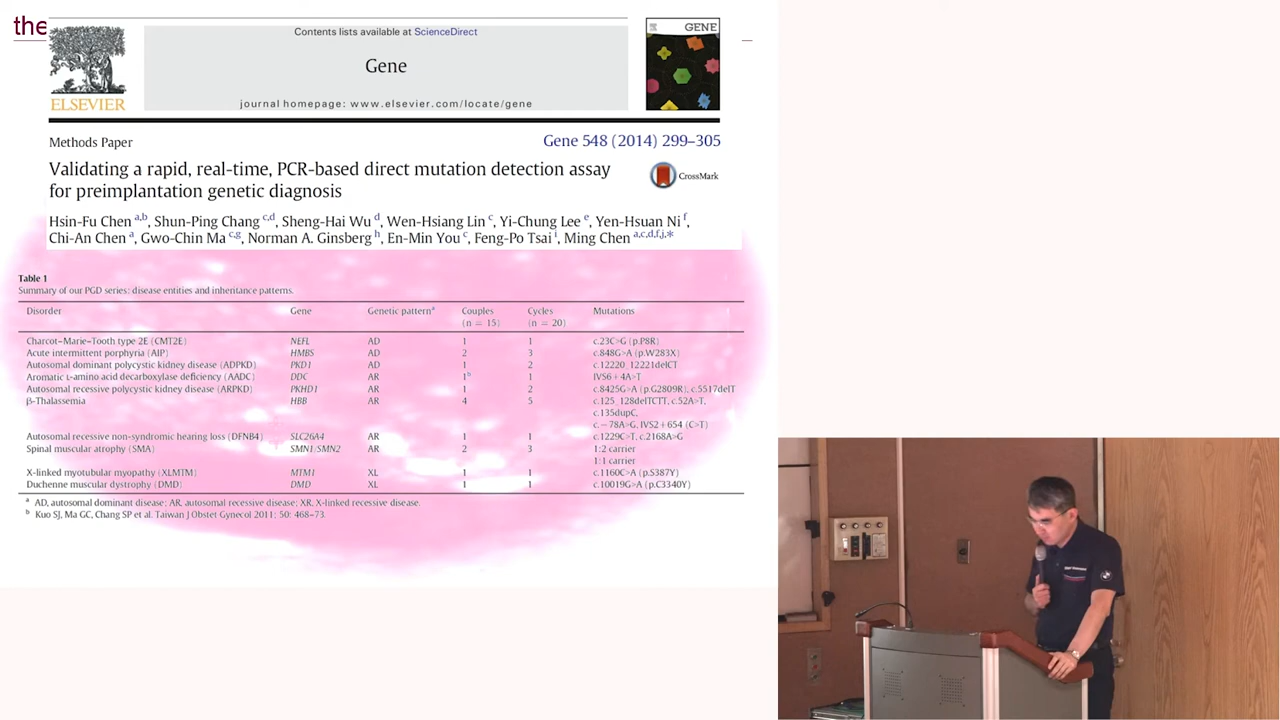 the
Contents lists available at ScienceDirect
Gene
journal homepage: www.elsevier.com/locate/gene
ELSEVIER
GENE
Methods Paper
Gene 548 (2014) 299–305
Validating a rapid, real-time, PCR-based direct mutation detection assay
for preimplantation genetic diagnosis
CrossMark
Hsin-Fu Chen a,b, Shun-Ping Chang c,d, Sheng-Hai Wu d, Wen-Hsiang Lin c, Yi-Chung Lee e, Yen-Hsuan Ni f,
Chi-An Chen a, Gwo-Chin Ma c,g, Norman A. Ginsberg h, En-Min You c, Feng-Po Tsai i, Ming Chen a,c,d,f,j,*
Table 1
Summary of our PGD series: disease entities and inheritance patterns.
Disorder Gene Genetic pattern a Couples Cycles Mutations
(n = 15) (n = 20)
Charcot–Marie–Tooth type 2E (CMT2E) NEFL AD 1 1 c.23C>G (p.P8R)
Acute intermittent porphyria (AIP) HMBS AD 2 3 c.848G>A (p.W283X)
Autosomal dominant polycystic kidney disease (ADPKD) PKD1 AD 1 2 c.12220_12221delCT
Aromatic L-amino acid decarboxylase deficiency (AADC) DDC AR 1b 1 IVS6+4A>T
Autosomal recessive polycystic kidney disease (ARPKD) PKHD1 AR 1 2 c.8425G>A (p.G2809R), c.5517delT
β-Thalassemia HBB AR 4 5 c.125_128delTCTT, c.52A>T,
c.135dupC,
c.−78A>G, IVS2+654 (C>T)
Autosomal recessive non-syndromic hearing loss (DFNB4) SLC26A4 AR 1 1 c.1229C>T, c.2168A>G
Spinal muscular atrophy (SMA) SMN1/SMN2 AR 2 3 1:2 carrier
1:1 carrier
X-linked myotubular myopathy (XLMTM) MTM1 XL 1 1 c.1160C>A (p.S387Y)
Duchenne muscular dystrophy (DMD) DMD XL 1 1 c.10019G>A (p.C3340Y)
a AD, autosomal dominant disease; AR, autosomal recessive disease; XR, X-linked recessive disease.
b Kuo SJ, Ma GC, Chang SP et al. Taiwan J Obstet Gynecol 2011; 50: 468–73.